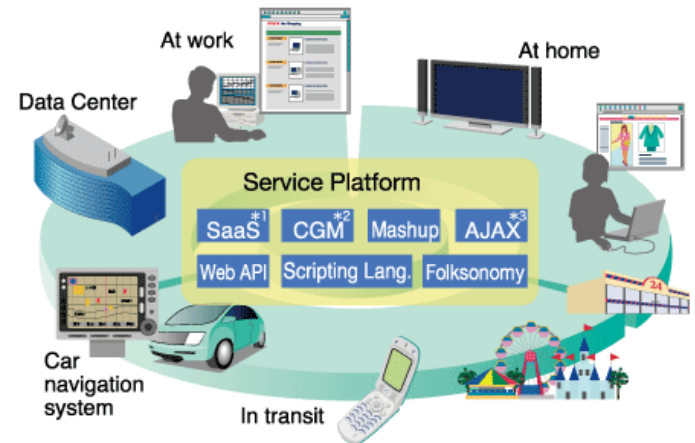 At work
At home
Data Center
Service Platform
SaaS*1
CGM*2
Mashup
AJAX*3
Web API
Scripting Lang.
Folksonomy
24
Car
navigation
system
In transit